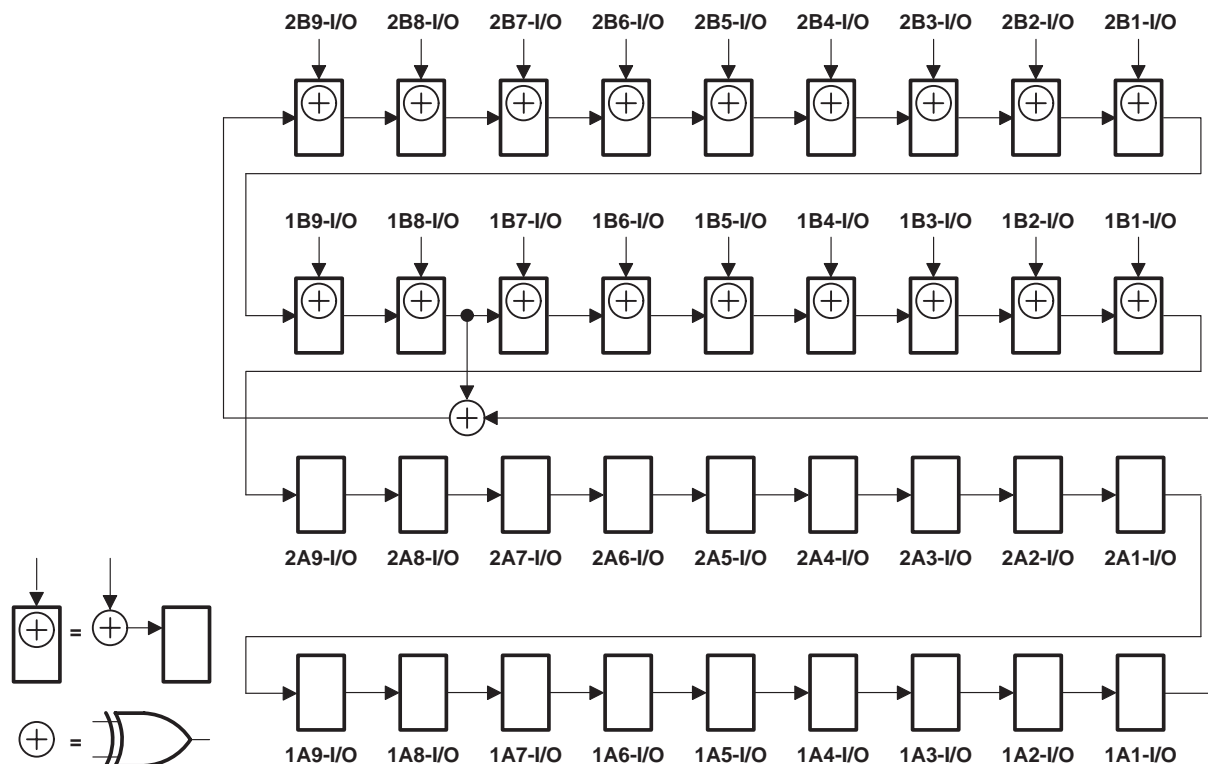 2B9-I/O 2B8-I/O 2B7-I/O 2B6-I/O 2B5-I/O 2B4-I/O 2B3-I/O 2B2-I/O 2B1-I/O
1B9-I/O 1B8-I/O 1B7-I/O 1B6-I/O 1B5-I/O 1B4-I/O 1B3-I/O 1B2-I/O 1B1-I/O
2A9-I/O 2A8-I/O 2A7-I/O 2A6-I/O 2A5-I/O 2A4-I/O 2A3-I/O 2A2-I/O 2A1-I/O
=
=
1A9-I/O 1A8-I/O 1A7-I/O 1A6-I/O 1A5-I/O 1A4-I/O 1A3-I/O 1A2-I/O 1A1-I/O